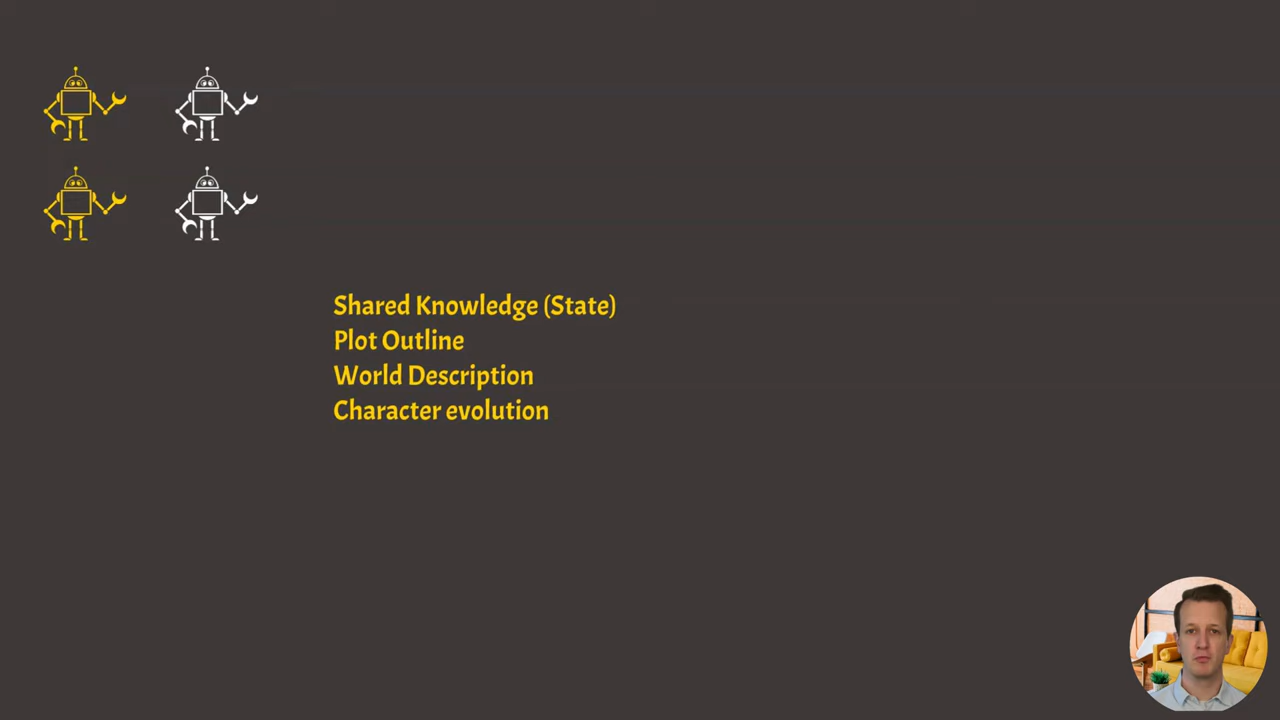 Shared Knowledge (State)
Plot Outline
World Description
Character evolution